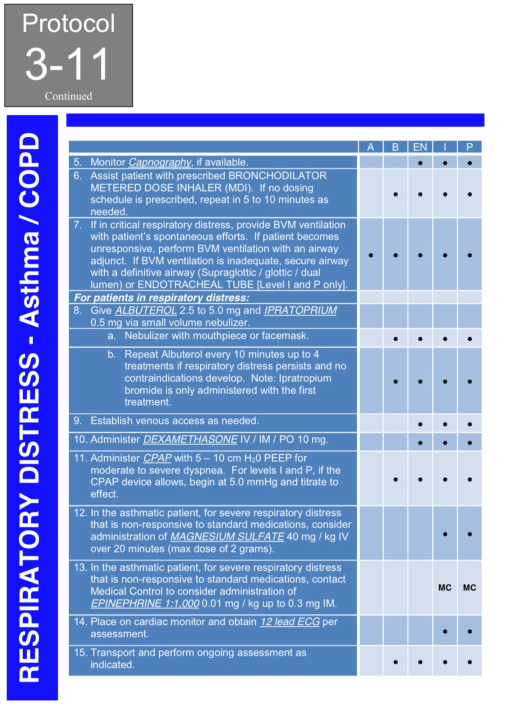 Protocol
3-11
Continued
RESPIRATORY DISTRESS - Asthma / COPD
A B EN I P
5. Monitor Capnography, if available. • • •
6. Assist patient with prescribed BRONCHODILATOR
METERED DOSE INHALER (MDI). If no dosing
schedule is prescribed, repeat in 5 to 10 minutes as
needed. • • • •
7. If in critical respiratory distress, provide BVM ventilation
with patient's spontaneous efforts. If patient becomes
unresponsive, perform BVM ventilation with an airway
adjunct. If BVM ventilation is inadequate, secure airway
with a definitive airway (Supraglottic / glottic / dual
lumen) or ENDOTRACHEAL TUBE [Level I and P only]. • • • • •
For patients in respiratory distress:
8. Give ALBUTEROL 2.5 to 5.0 mg and IPRATROPRIUM
0.5 mg via small volume nebulizer.
a. Nebulizer with mouthpiece or facemask. • • • •
b. Repeat Albuterol every 10 minutes up to 4
treatments if respiratory distress persists and no
contraindications develop. Note: Ipratropium
bromide is only administered with the first
treatment. • • • •
9. Establish venous access as needed. • • •
10. Administer DEXAMETHASONE IV / IM / PO 10 mg. • • •
11. Administer CPAP with 5 – 10 cm H20 PEEP for
moderate to severe dyspnea. For levels I and P, if the
CPAP device allows, begin at 5.0 mmHg and titrate to
effect. • • • •
12. In the asthmatic patient, for severe respiratory distress
that is non-responsive to standard medications, consider
administration of MAGNESIUM SULFATE 40 mg / kg IV
over 20 minutes (max dose of 2 grams). • •
13. In the asthmatic patient, for severe respiratory distress
that is non-responsive to standard medications, contact
Medical Control to consider administration of
EPINEPHRINE 1:1,000 0.01 mg / kg up to 0.3 mg IM. MC MC
14. Place on cardiac monitor and obtain 12 lead ECG per
assessment. • •
15. Transport and perform ongoing assessment as
indicated. • • • •